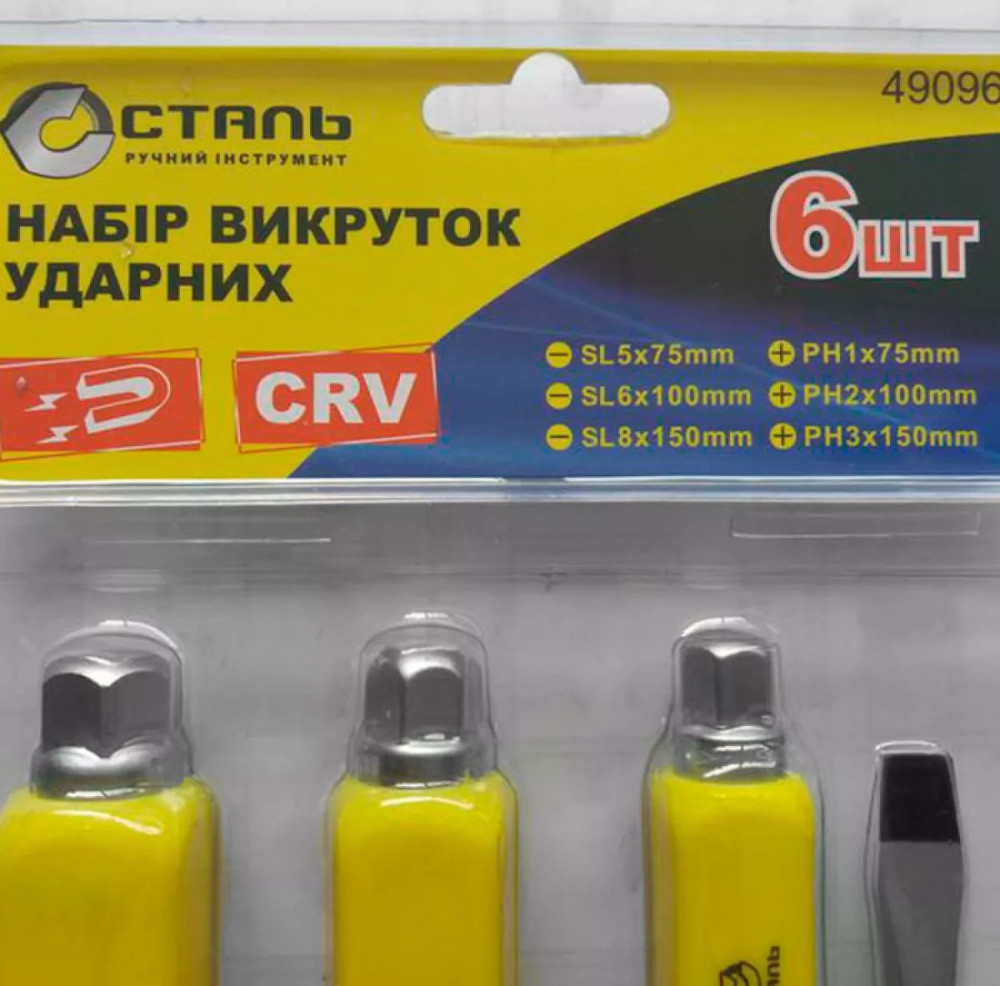 49096
СТАЛЬ
РУЧНИЙ ІНСТРУМЕНТ
НАБІР ВИКРУТОК
УДАРНИХ
6шт
CRV
SL5x75mm
SL6x100mm
SL8x150mm
PH1x75mm
PH2x100mm
PH3x150mm